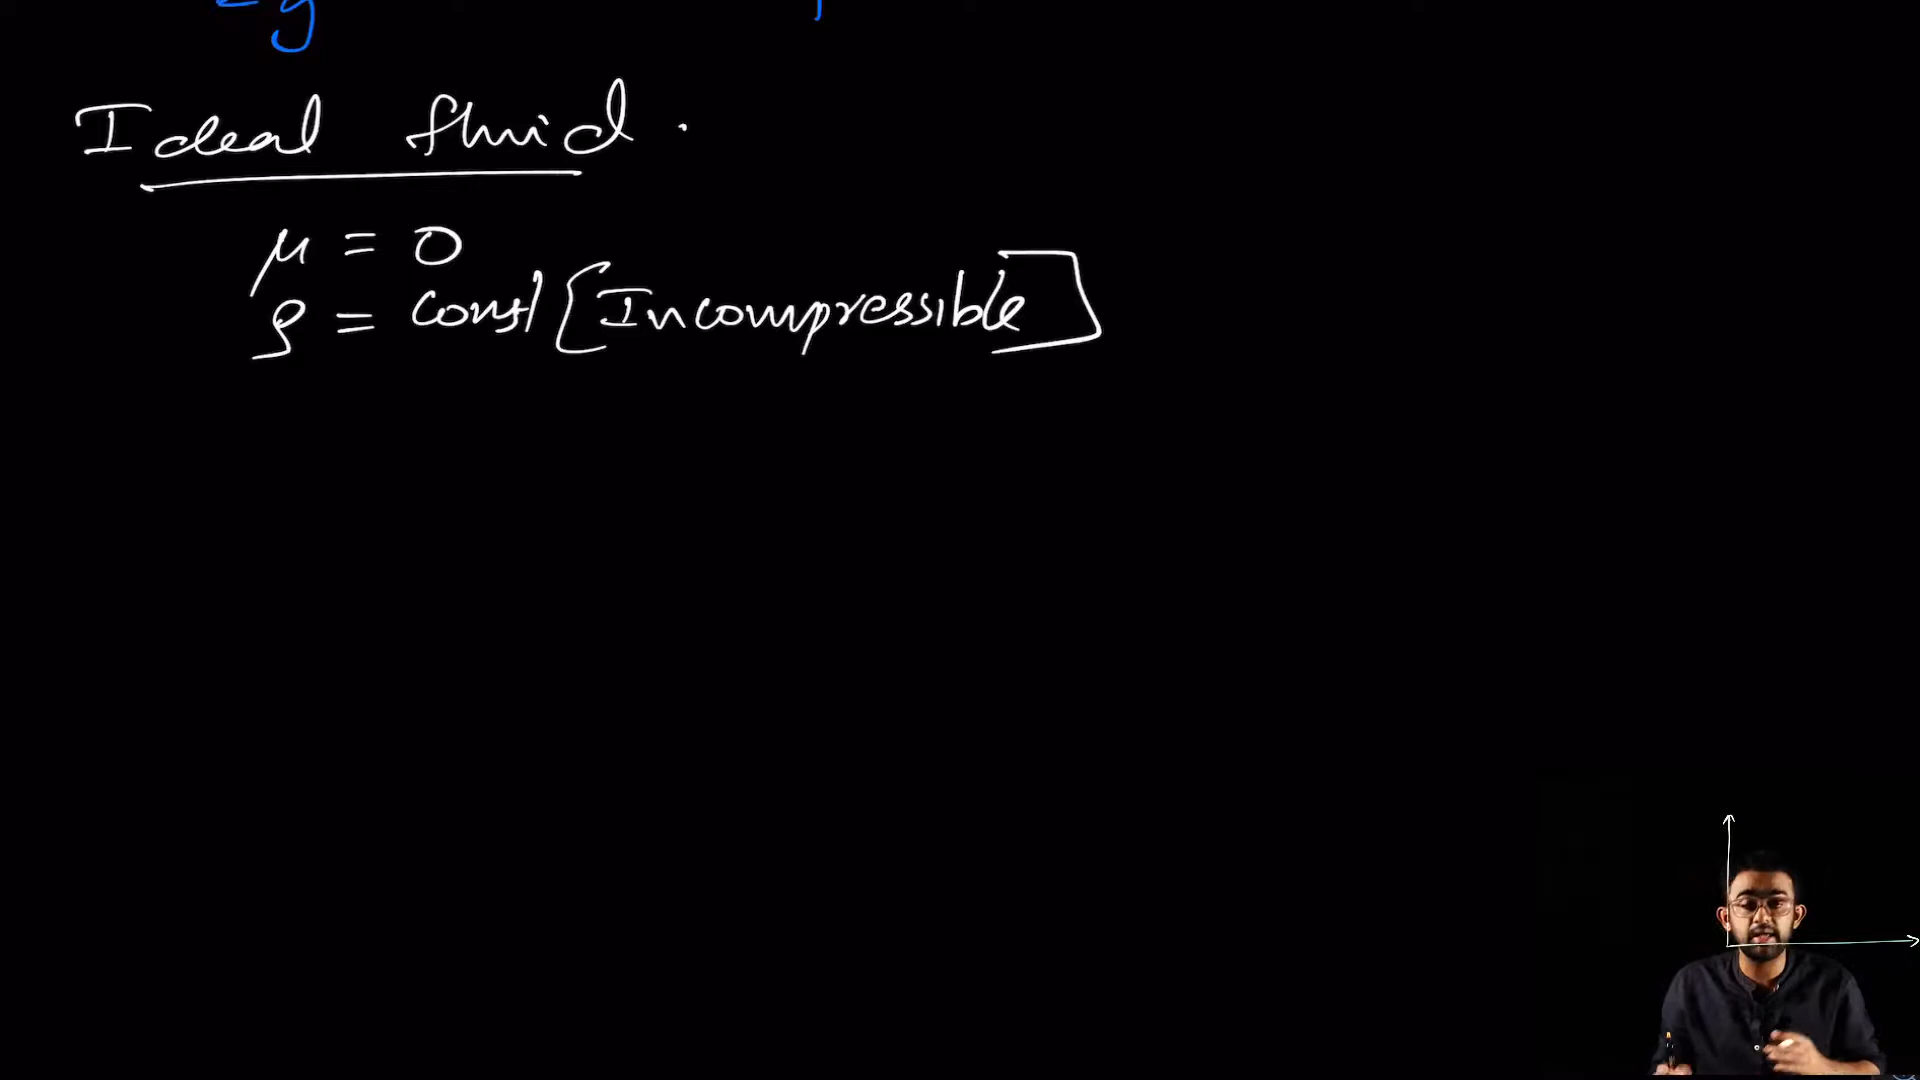 Ideal fluid.
μ = 0
ρ = const [Incompressible]